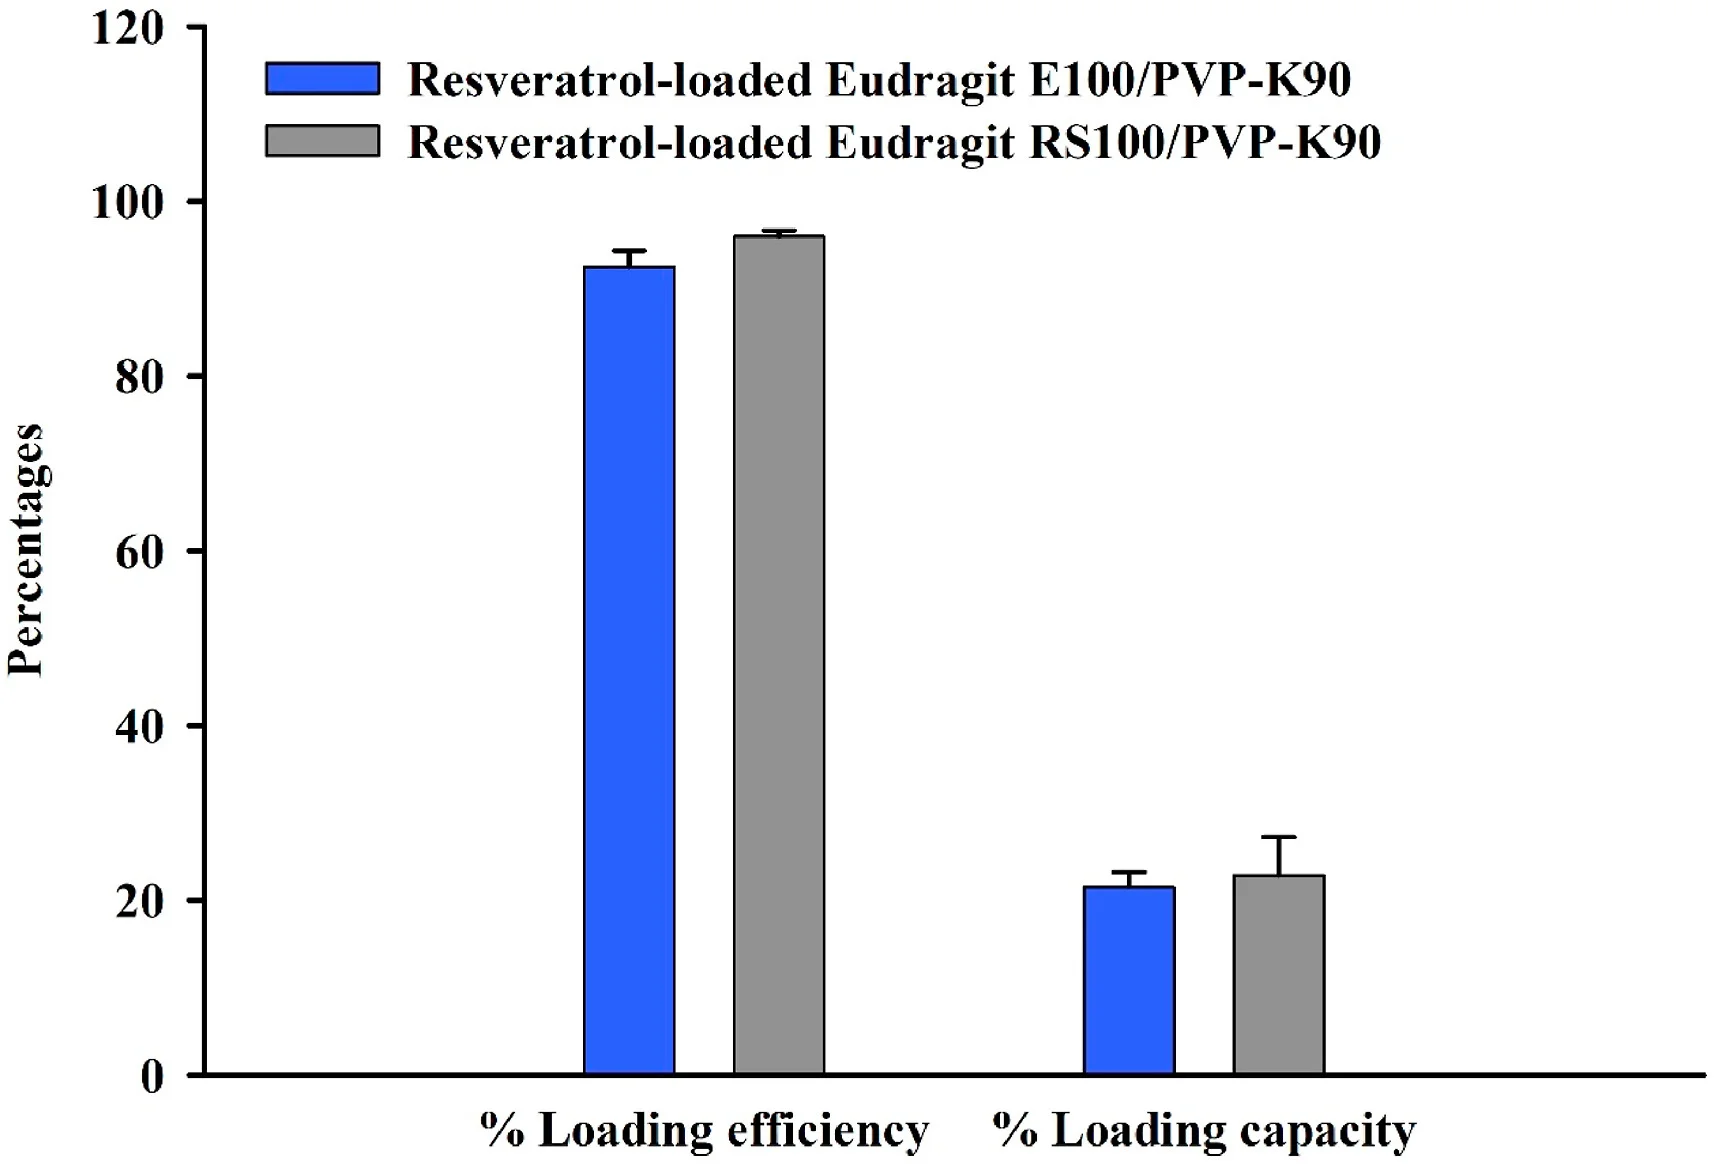 120
Resveratrol-loaded Eudragit E100/PVP-K90
Resveratrol-loaded Eudragit RS100/PVP-K90
100
80
60
40
20
0
Percentages
% Loading efficiency
% Loading capacity